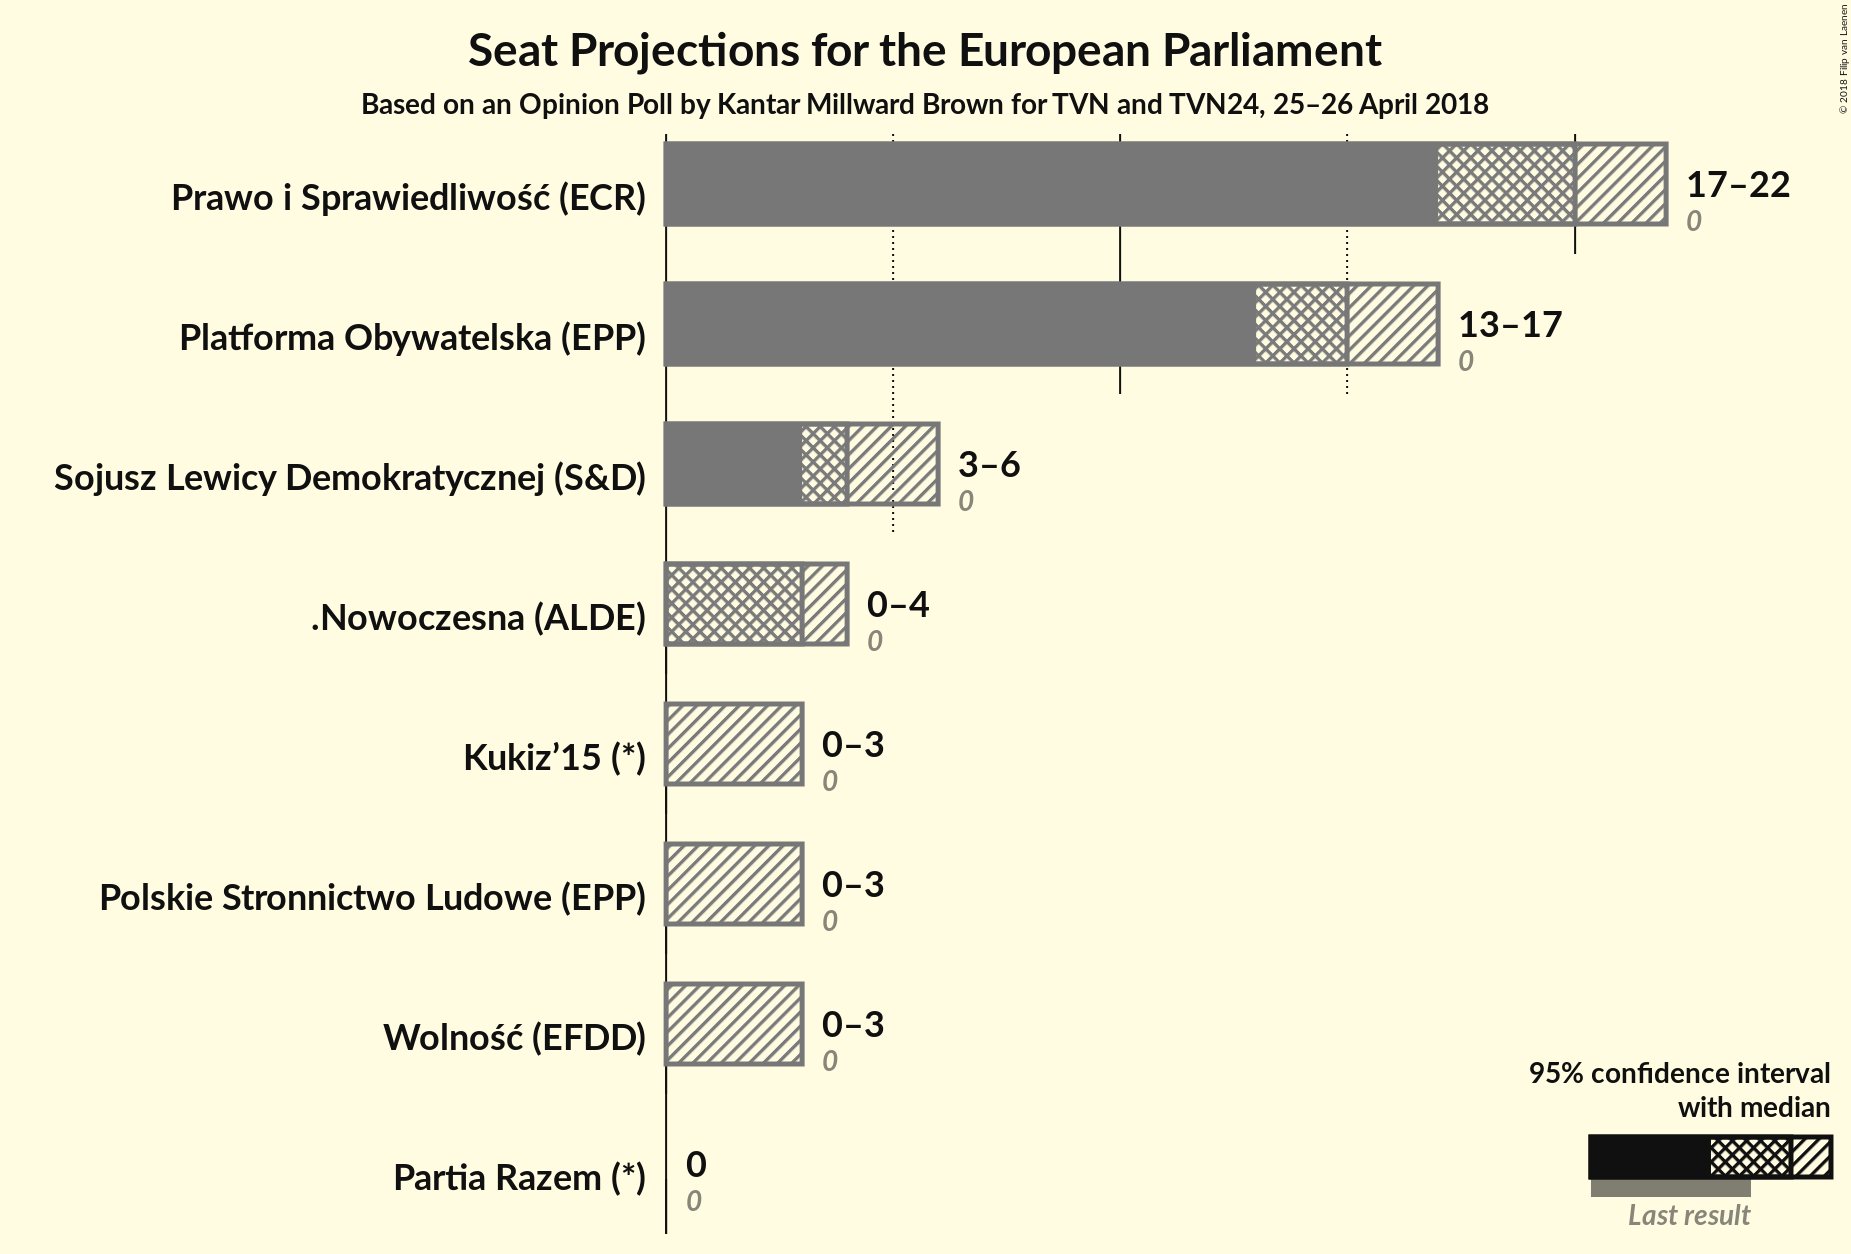 Seat Projections for the European Parliament
Based on an Opinion Poll by Kantar Millward Brown for TVN and TVN24, 25–26 April 2018
© 2018 Filip van Laenen
Prawo i Sprawiedliwość (ECR)
17–22
0
Platforma Obywatelska (EPP)
13–17
0
Sojusz Lewicy Demokratycznej (S&D)
3–6
0
.Nowoczesna (ALDE)
0–4
0
Kukiz’15 (*)
0–3
0
Polskie Stronnictwo Ludowe (EPP)
0–3
0
Wolność (EFDD)
0–3
0
Partia Razem (*)
0
0
95% confidence interval
with median
Last result